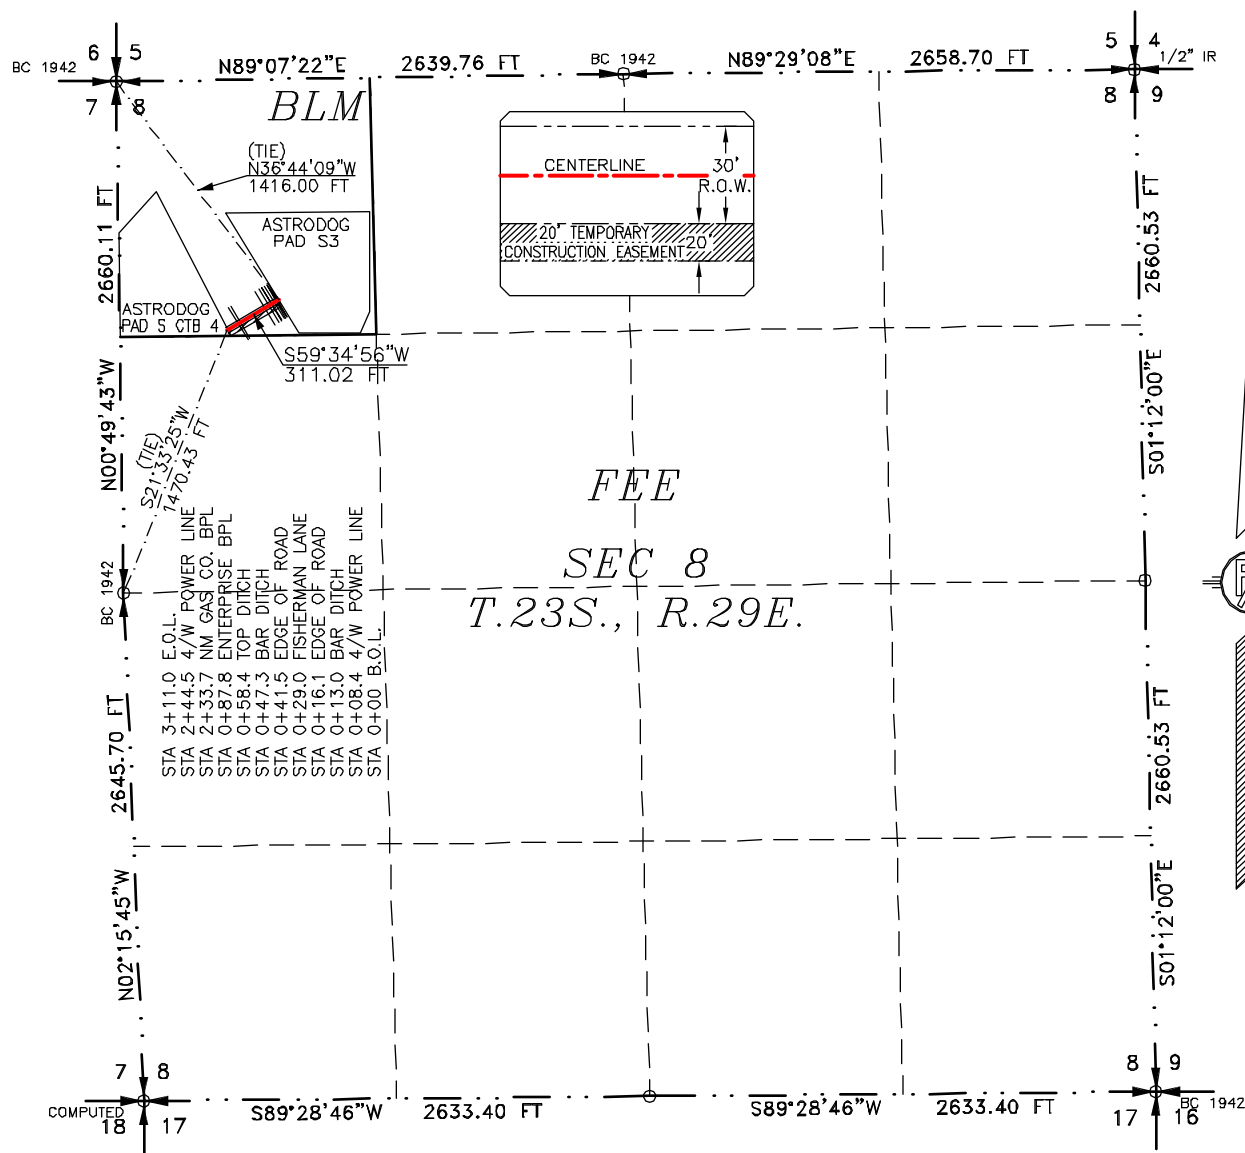 6 5
BC 1942
N89°07'22"E 2639.76 FT
BC 1942
N89°29'08"E 2658.70 FT
5 4
1/2" IR
7 8
8 9
BLM
(TIE)
N36°44'09"W
1416.00 FT
CENTERLINE
30'
R.O.W.
20' TEMPORARY
CONSTRUCTION EASEMENT
20'
ASTRODOG
PAD S3
2660.11 FT
2660.53 FT
ASTRODOG
PAD S CTB 4
S59°34'56"W
311.02 FT
N00°49'43"W
S01°12'00"E
(TIE)
S21°33'25"W
1470.43 FT
FEE
SEC 8
T.23S., R.29E.
BC 1942
STA 3+11.0 E.O.L.
STA 2+44.5 4/W POWER LINE
STA 2+33.7 NM GAS CO. BPL
STA 0+87.8 ENTERPRISE BPL
STA 0+58.4 TOP DITCH
STA 0+47.3 BAR DITCH
STA 0+41.5 EDGE OF ROAD
STA 0+29.0 FISHERMAN LANE
STA 0+16.1 EDGE OF ROAD
STA 0+13.0 BAR DITCH
STA 0+08.4 4/W POWER LINE
STA 0+00 B.O.L.
2645.70 FT
2660.53 FT
N02°15'45"W
S01°12'00"E
7 8
8 9
COMPUTED
18 17
S89°28'46"W 2633.40 FT
S89°28'46"W 2633.40 FT
17 16
BC 1942